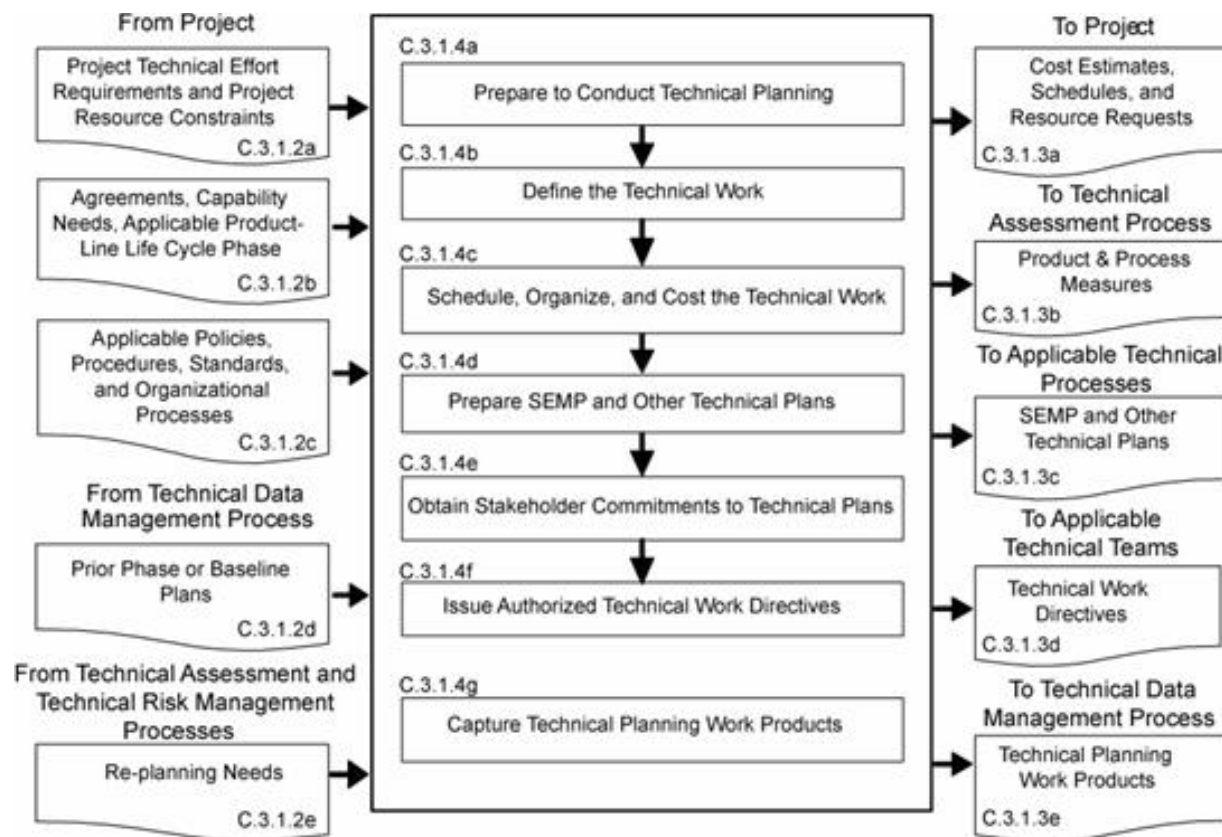 From Project
Project Technical Effort
Requirements and Project
Resource Constraints
C.3.1.2a
Agreements, Capability
Needs, Applicable Product-
Line Life Cycle Phase
C.3.1.2b
Applicable Policies,
Procedures, Standards,
and Organizational
Processes
C.3.1.2c
From Technical Data
Management Process
Prior Phase or Baseline
Plans
C.3.1.2d
From Technical Assessment and
Technical Risk Management
Processes
Re-planning Needs
C.3.1.2e
C.3.1.4a
Prepare to Conduct Technical Planning
C.3.1.4b
Define the Technical Work
C.3.1.4c
Schedule, Organize, and Cost the Technical Work
C.3.1.4d
Prepare SEMP and Other Technical Plans
C.3.1.4e
Obtain Stakeholder Commitments to Technical Plans
C.3.1.4f
Issue Authorized Technical Work Directives
C.3.1.4g
Capture Technical Planning Work Products
To Project
Cost Estimates,
Schedules, and
Resource Requests
C.3.1.3a
To Technical
Assessment Process
Product & Process
Measures
C.3.1.3b
To Applicable Technical
Processes
SEMP and Other
Technical Plans
C.3.1.3c
To Applicable
Technical Teams
Technical Work
Directives
C.3.1.3d
To Technical Data
Management Process
Technical Planning
Work Products
C.3.1.3e